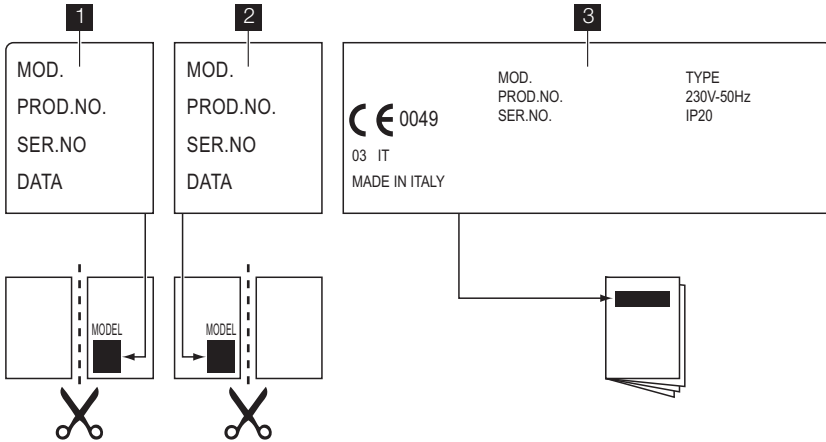 1
MOD.
PROD.NO.
SER.NO
DATA
2
MOD.
PROD.NO.
SER.NO
DATA
3
MOD.
PROD.NO.
SER.NO.
TYPE
230V-50Hz
IP20
CE 0049
03 IT
MADE IN ITALY
MODEL
MODEL